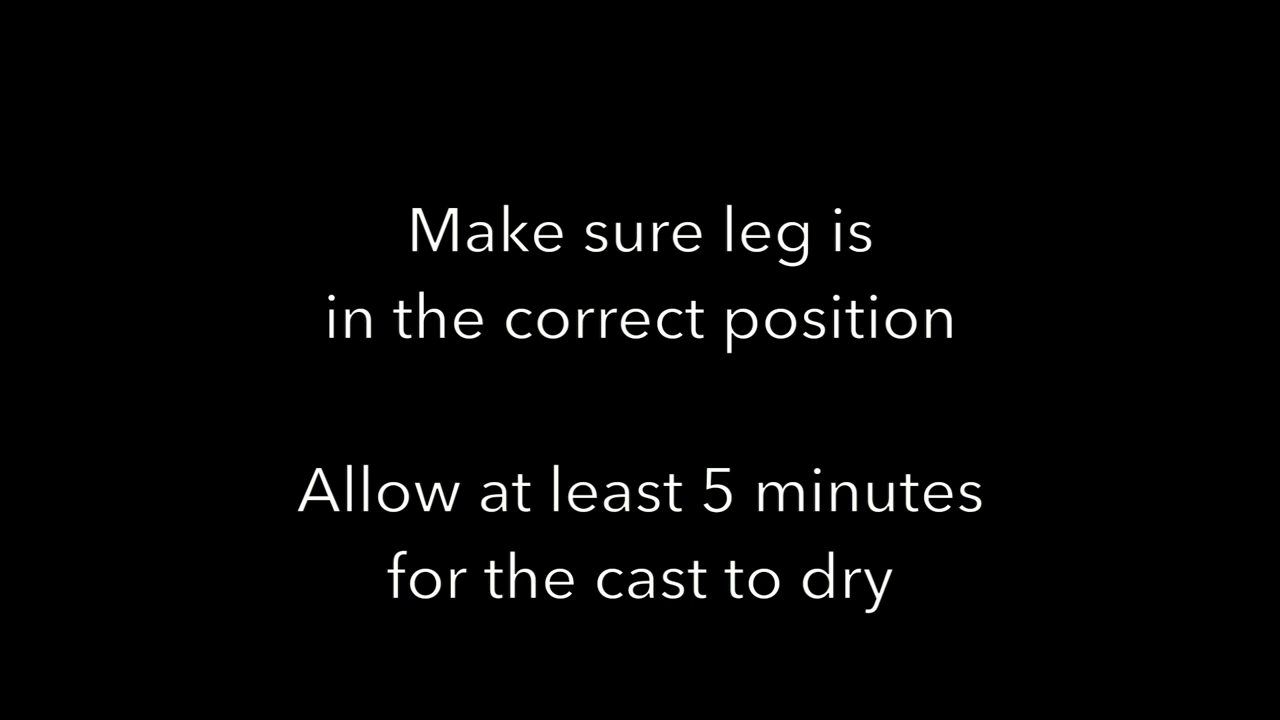 Make sure leg is
in the correct position
Allow at least 5 minutes
for the cast to dry